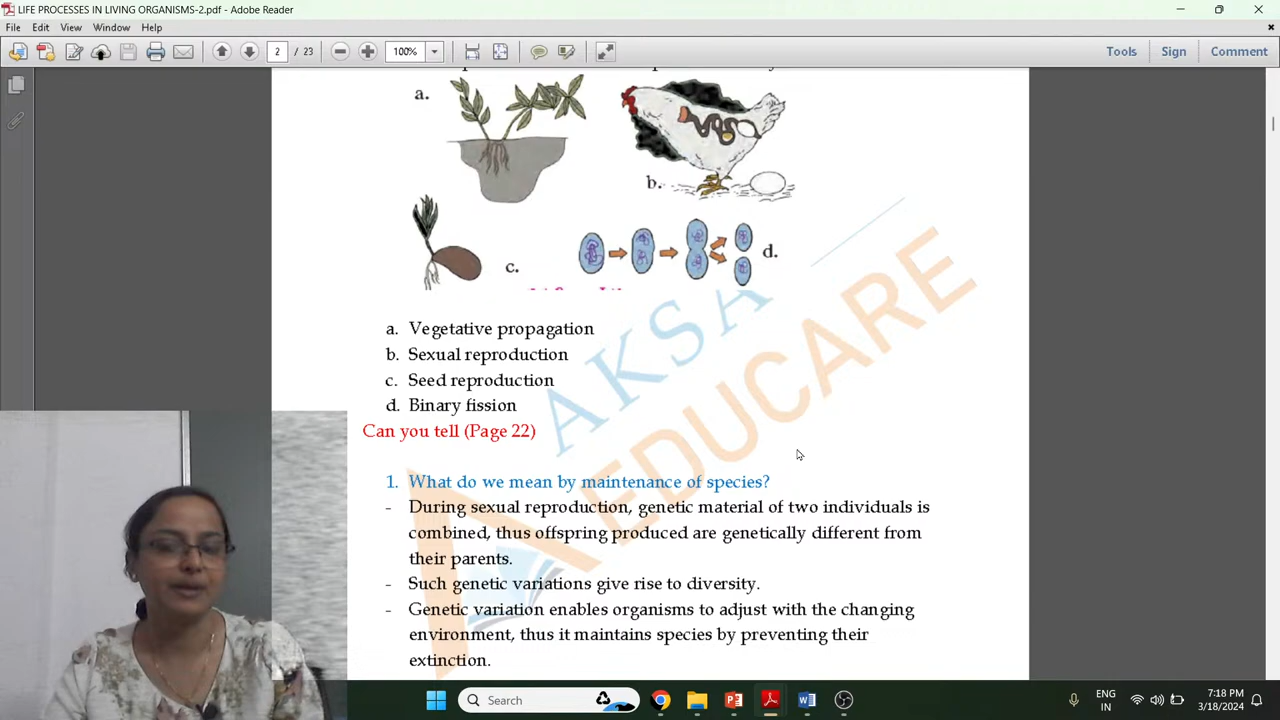 LIFE PROCESSES IN LIVING ORGANISMS-2.pdf - Adobe Reader
File Edit View Window Help
2 / 23 100% Tools Sign Comment
a.
b.
c.
d.
a. Vegetative propagation
b. Sexual reproduction
c. Seed reproduction
d. Binary fission
Can you tell (Page 22)
1. What do we mean by maintenance of species?
- During sexual reproduction, genetic material of two individuals is
combined, thus offspring produced are genetically different from
their parents.
- Such genetic variations give rise to diversity.
- Genetic variation enables organisms to adjust with the changing
environment, thus it maintains species by preventing their
extinction.
AKSA
EDUCARE
Search
ENG
IN
7:18 PM
3/18/2024